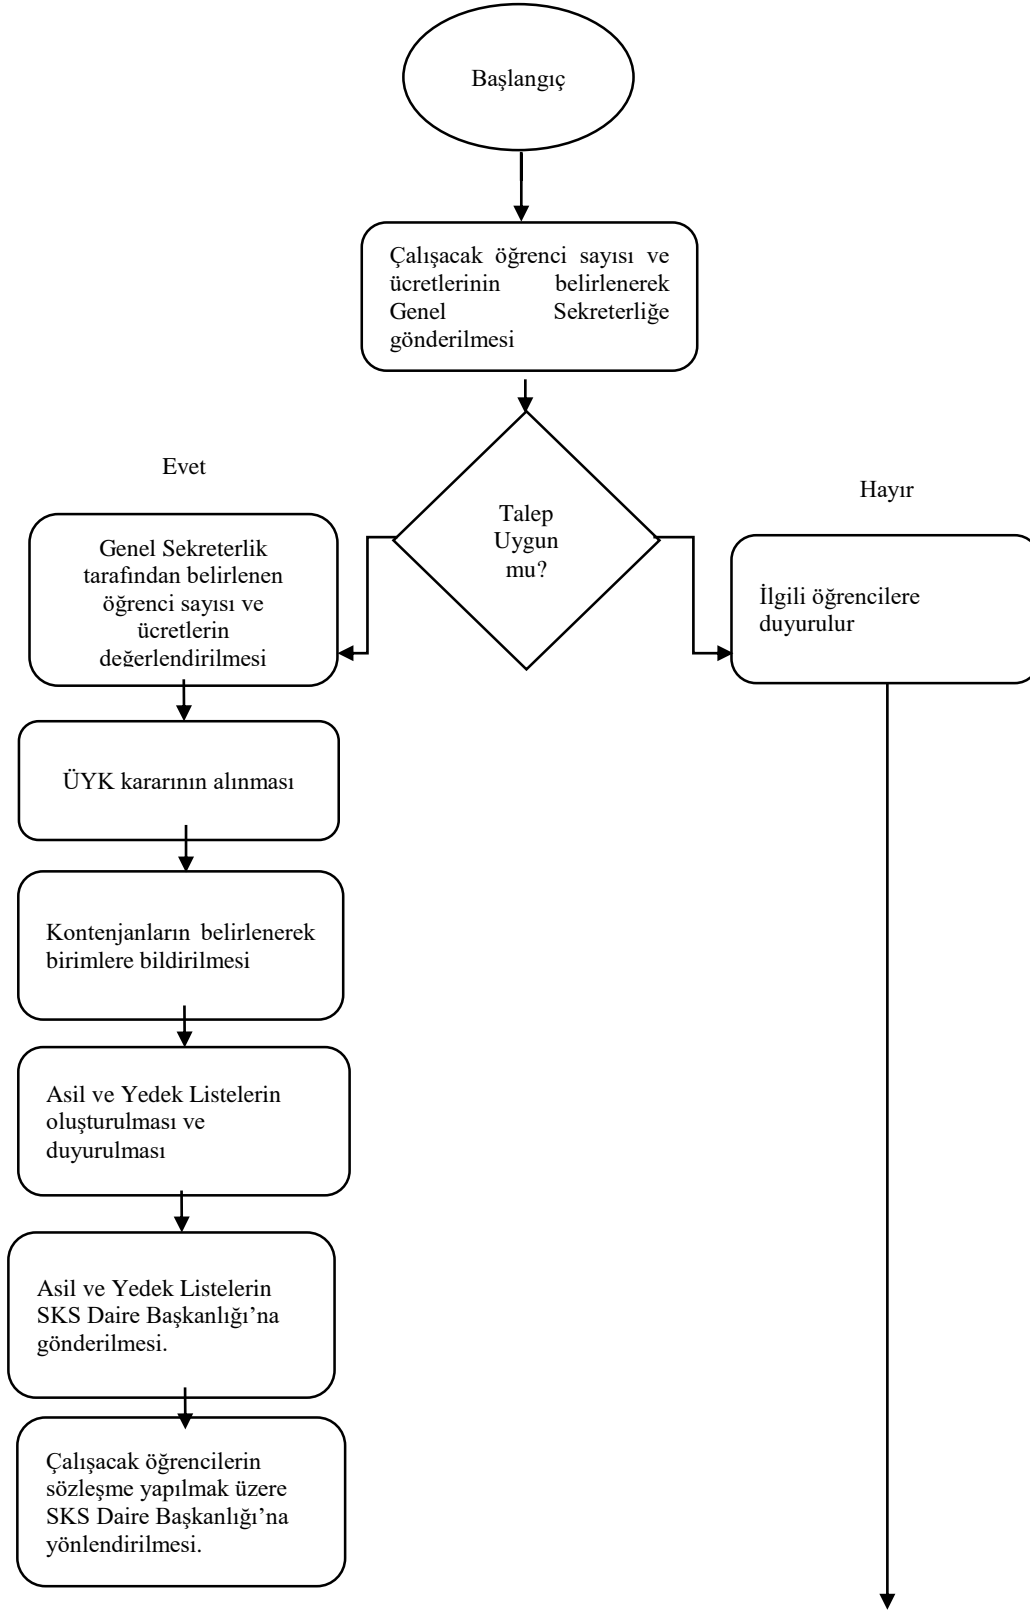 Başlangıç
Çalışacak öğrenci sayısı ve
ücretlerinin belirlenerek
Genel Sekreterliğe
gönderilmesi
Evet
Hayır
Talep
Uygun
mu?
Genel Sekreterlik
tarafından belirlenen
öğrenci sayısı ve
ücretlerin
değerlendirilmesi
İlgili öğrencilere
duyurulur
ÜYK kararının alınması
Kontenjanların belirlenerek
birimlere bildirilmesi
Asil ve Yedek Listelerin
oluşturulması ve
duyurulması
Asil ve Yedek Listelerin
SKS Daire Başkanlığı’na
gönderilmesi.
Çalışacak öğrencilerin
sözleşme yapılmak üzere
SKS Daire Başkanlığı’na
yönlendirilmesi.